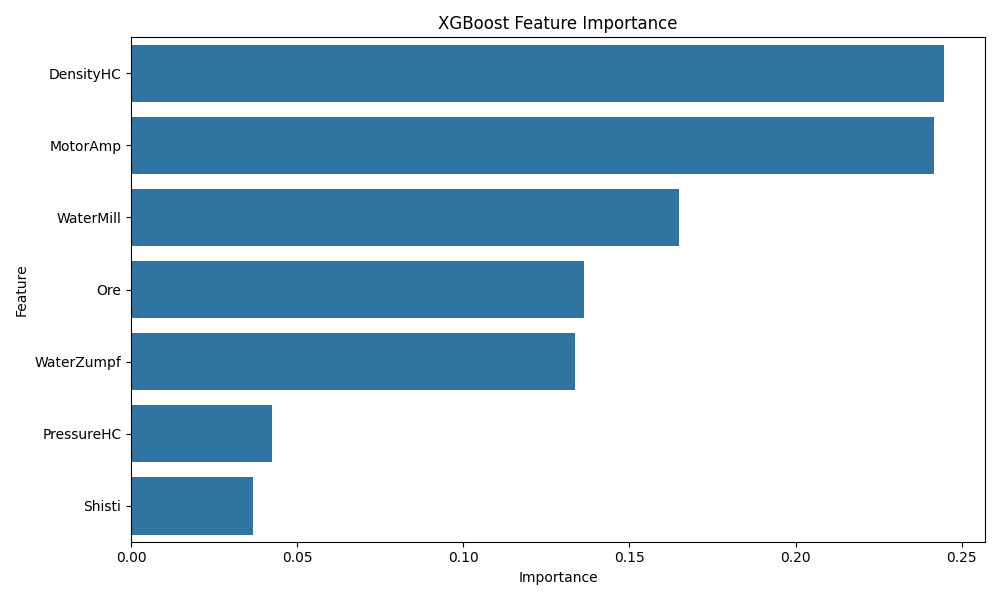 XGBoost Feature Importance
DensityHC
MotorAmp
WaterMill
Ore
WaterZumpf
PressureHC
Shisti
Feature
0.00 0.05 0.10 0.15 0.20 0.25
Importance